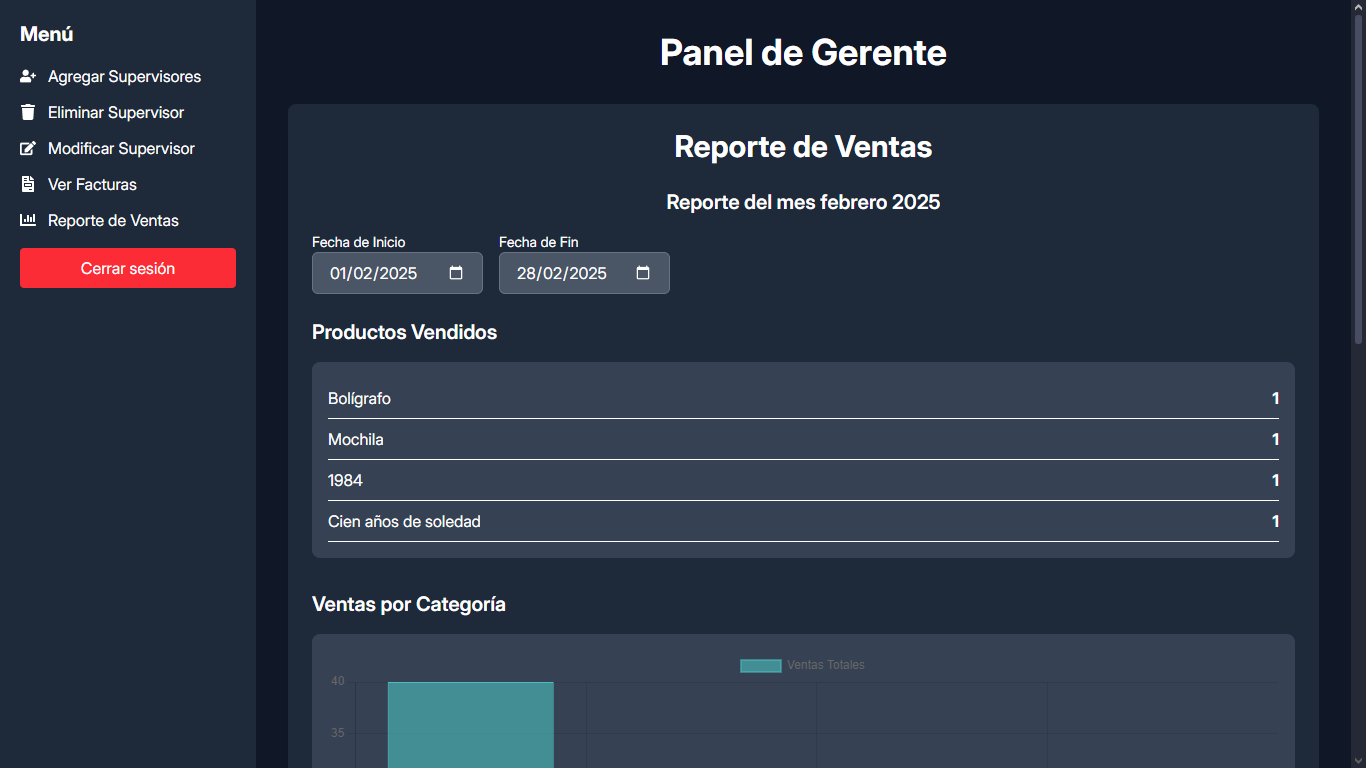 Menú
Agregar Supervisores
Eliminar Supervisor
Modificar Supervisor
Ver Facturas
Reporte de Ventas
Cerrar sesión
Panel de Gerente
Reporte de Ventas
Reporte del mes febrero 2025
Fecha de Inicio
Fecha de Fin
01/02/2025
28/02/2025
Productos Vendidos
Bolígrafo 1
Mochila 1
1984 1
Cien años de soledad 1
Ventas por Categoría
Ventas Totales
40
35